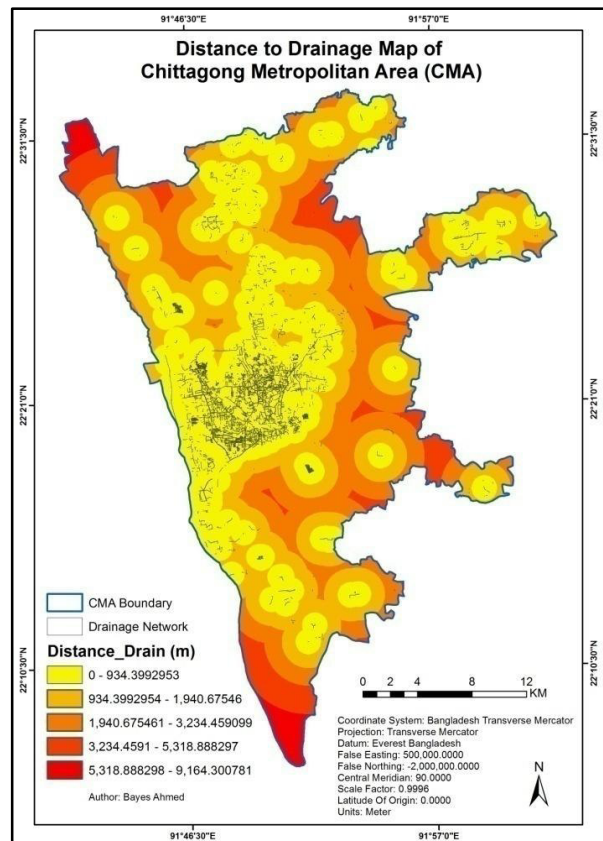 91°46'30"E
91°57'0"E
Distance to Drainage Map of
Chittagong Metropolitan Area (CMA)
22°31'30"N
22°31'30"N
22°21'0"N
22°21'0"N
22°10'30"N
22°10'30"N
CMA Boundary
Drainage Network
Distance_Drain (m)
0 - 934.3992953
934.3992954 - 1,940.67546
1,940.675461 - 3,234.459099
3,234.4591 - 5,318.888297
5,318.888298 - 9,164.300781
Author: Bayes Ahmed
0 2 4 8 12
KM
Coordinate System: Bangladesh Transverse Mercator
Projection: Transverse Mercator
Datum: Everest Bangladesh
False Easting: 500,000.0000
False Northing: -2,000,000.0000
Central Meridian: 90.0000
Scale Factor: 0.9996
Latitude Of Origin: 0.0000
Units: Meter
N
91°46'30"E
91°57'0"E